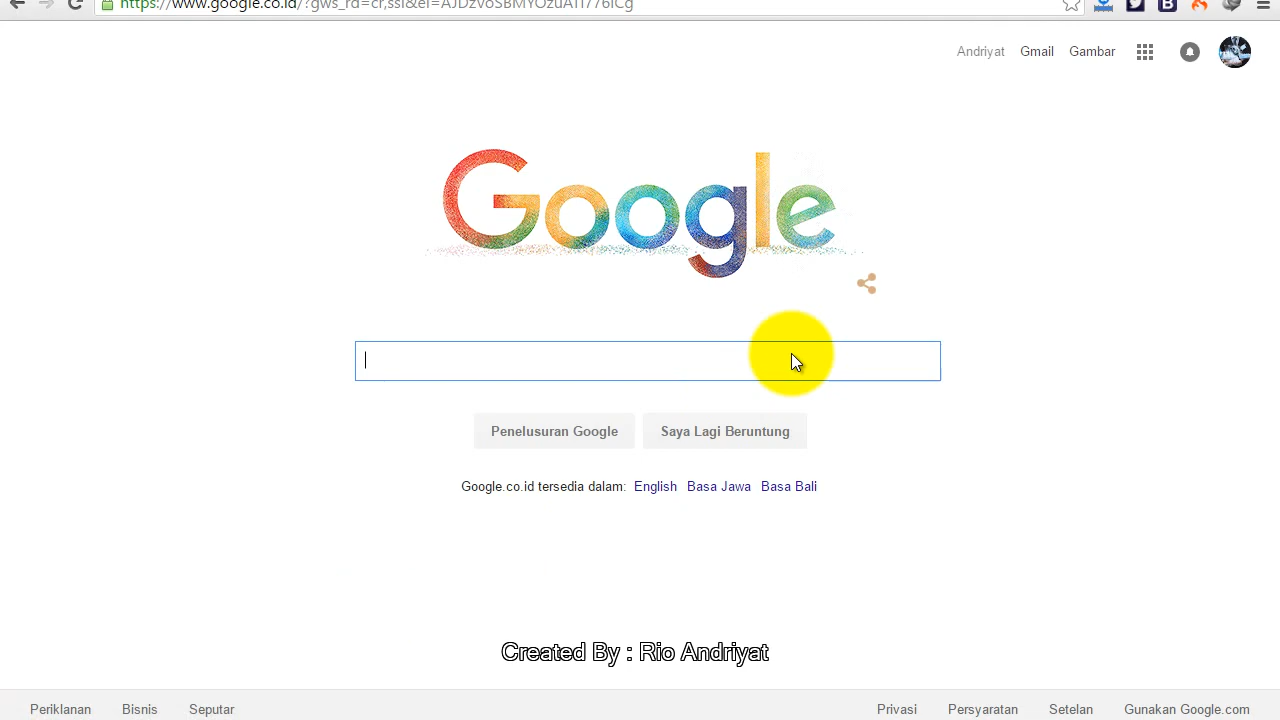 https://www.google.co.id/?gws_rd=cr,ssl&ei=
Andriyat Gmail Gambar
Google
Penelusuran Google Saya Lagi Beruntung
Google.co.id tersedia dalam: English Basa Jawa Basa Bali
Created By : Rio Andriyat
Periklanan Bisnis Seputar Privasi Persyaratan Setelan Gunakan Google.com